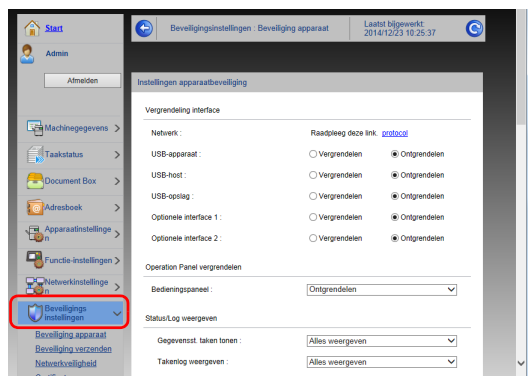 Start
Beveiligingsinstellingen : Beveiliging apparaat
Laatst bijgewerkt:
2014/12/23 10:25:37
Admin
Afmelden
Machinegegevens
Taakstatus
Document Box
Adresboek
Apparaatinstellinge
n
Functie-instellingen
Netwerkinstellinge
n
Beveiligings
instellingen
Beveiliging apparaat
Beveiliging verzenden
Netwerkveiligheid
Instellingen apparaatbeveiliging
Vergrendeling interface
Netwerk : Raadpleeg deze link. protocol
USB-apparaat : Vergrendelen Ontgrendelen
USB-host : Vergrendelen Ontgrendelen
USB-opslag : Vergrendelen Ontgrendelen
Optionele interface 1 : Vergrendelen Ontgrendelen
Optionele interface 2 : Vergrendelen Ontgrendelen
Operation Panel vergrendelen
Bedieningspaneel : Ontgrendelen
Status/Log weergeven
Gegevensst. taken tonen : Alles weergeven
Takenlog weergeven : Alles weergeven